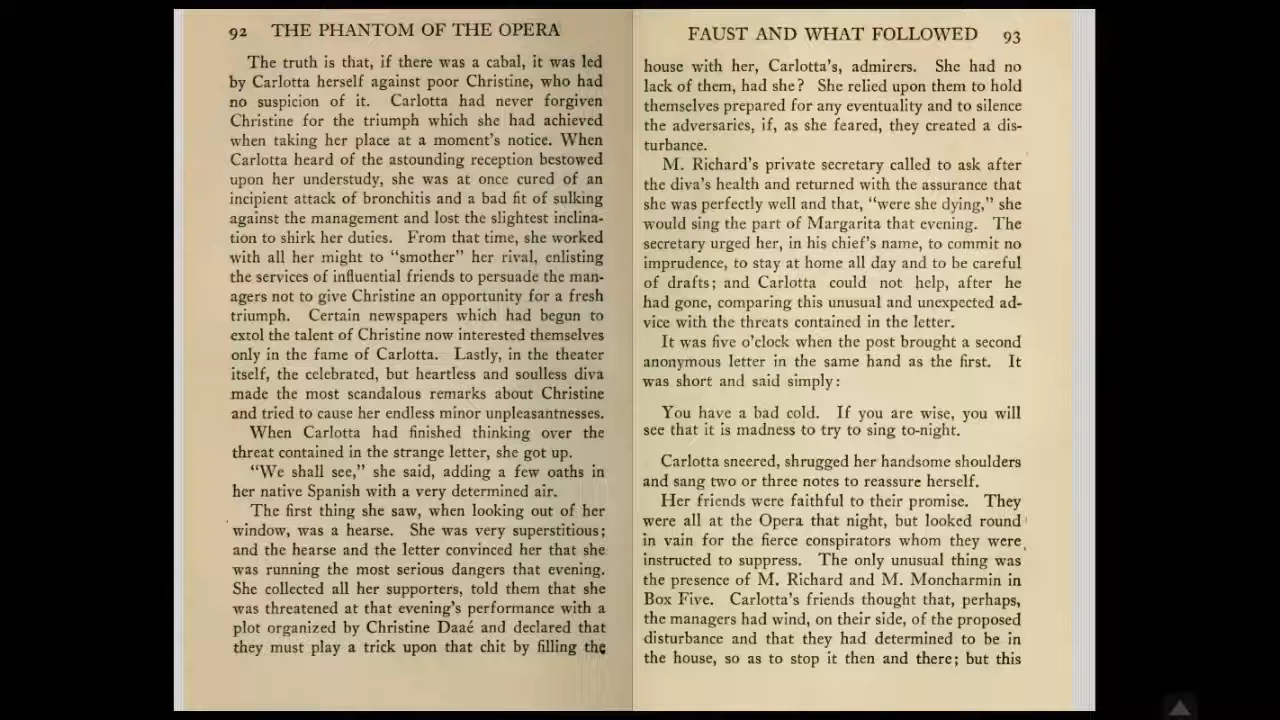 92 THE PHANTOM OF THE OPERA
The truth is that, if there was a cabal, it was led
by Carlotta herself against poor Christine, who had
no suspicion of it. Carlotta had never forgiven
Christine for the triumph which she had achieved
when taking her place at a moment's notice. When
Carlotta heard of the astounding reception bestowed
upon her understudy, she was at once cured of an
incipient attack of bronchitis and a bad fit of sulking
against the management and lost the slightest inclina-
tion to shirk her duties. From that time, she worked
with all her might to "smother" her rival, enlisting
the services of influential friends to persuade the man-
agers not to give Christine an opportunity for a fresh
triumph. Certain newspapers which had begun to
extol the talent of Christine now interested themselves
only in the fame of Carlotta. Lastly, in the theater
itself, the celebrated, but heartless and soulless diva
made the most scandalous remarks about Christine
and tried to cause her endless minor unpleasantnesses.
When Carlotta had finished thinking over the
threat contained in the strange letter, she got up.
"We shall see," she said, adding a few oaths in
her native Spanish with a very determined air.
The first thing she saw, when looking out of her
window, was a hearse. She was very superstitious;
and the hearse and the letter convinced her that she
was running the most serious dangers that evening.
She collected all her supporters, told them that she
was threatened at that evening's performance with a
plot organized by Christine Daaé and declared that
they must play a trick upon that chit by filling the
FAUST AND WHAT FOLLOWED 93
house with her, Carlotta's, admirers. She had no
lack of them, had she? She relied upon them to hold
themselves prepared for any eventuality and to silence
the adversaries, if, as she feared, they created a dis-
turbance.
M. Richard's private secretary called to ask after
the diva's health and returned with the assurance that
she was perfectly well and that, "were she dying," she
would sing the part of Margarita that evening. The
secretary urged her, in his chief's name, to commit no
imprudence, to stay at home all day and to be careful
of drafts; and Carlotta could not help, after he
had gone, comparing this unusual and unexpected ad-
vice with the threats contained in the letter.
It was five o'clock when the post brought a second
anonymous letter in the same hand as the first. It
was short and said simply:
You have a bad cold. If you are wise, you will
see that it is madness to try to sing to-night.
Carlotta sneered, shrugged her handsome shoulders
and sang two or three notes to reassure herself.
Her friends were faithful to their promise. They
were all at the Opera that night, but looked round
in vain for the fierce conspirators whom they were
instructed to suppress. The only unusual thing was
the presence of M. Richard and M. Moncharmin in
Box Five. Carlotta's friends thought that, perhaps,
the managers had wind, on their side, of the proposed
disturbance and that they had determined to be in
the house, so as to stop it then and there; but this